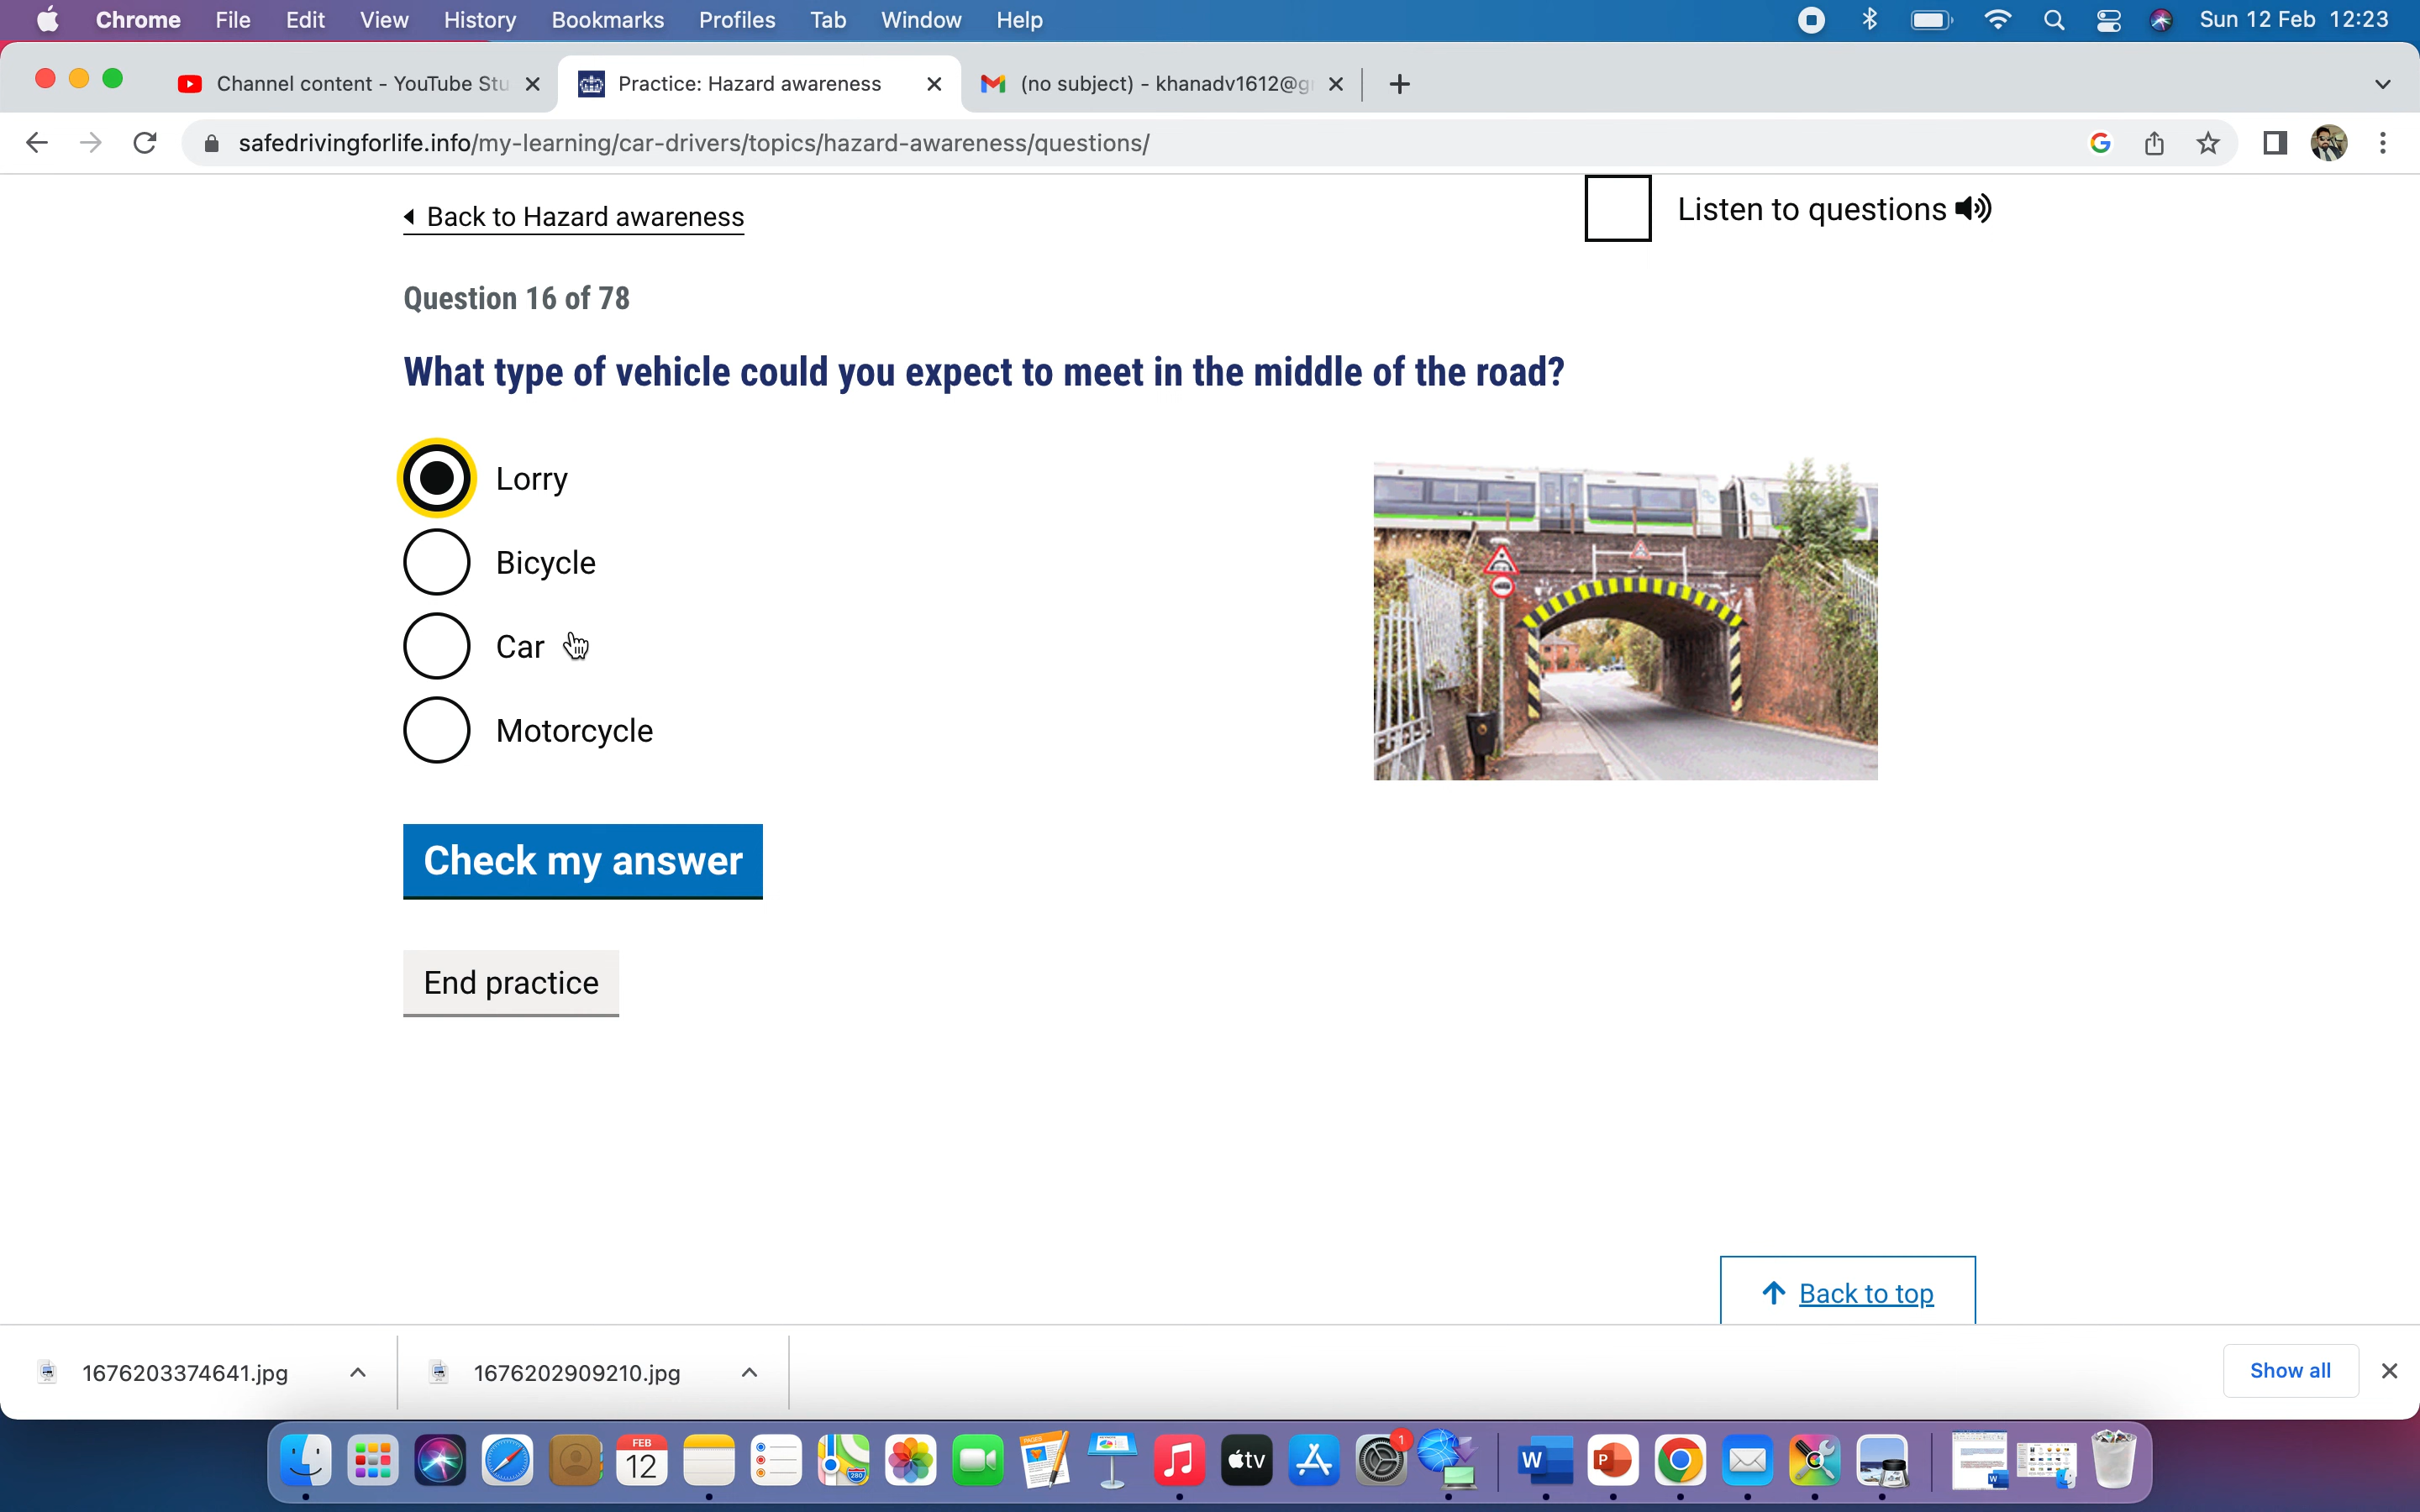 Chrome File Edit View History Bookmarks Profiles Tab Window Help Sun 12 Feb 12:23
Channel content - YouTube Stu
Practice: Hazard awareness
(no subject) - khanadv1612@g
safedrivingforlife.info/my-learning/car-drivers/topics/hazard-awareness/questions/
Back to Hazard awareness
Listen to questions
Question 16 of 78
What type of vehicle could you expect to meet in the middle of the road?
Lorry
Bicycle
Car
Motorcycle
Check my answer
End practice
Back to top
1676203374641.jpg
1676202909210.jpg
Show all
FEB
12
PAGES
280
tv
1
W
P
W